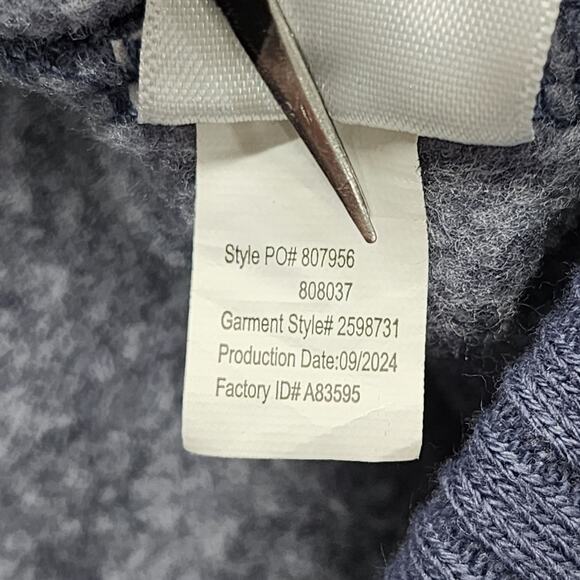 Style PO# 807956
808037
Garment Style# 2598731
Production Date:09/2024
Factory ID# A83595